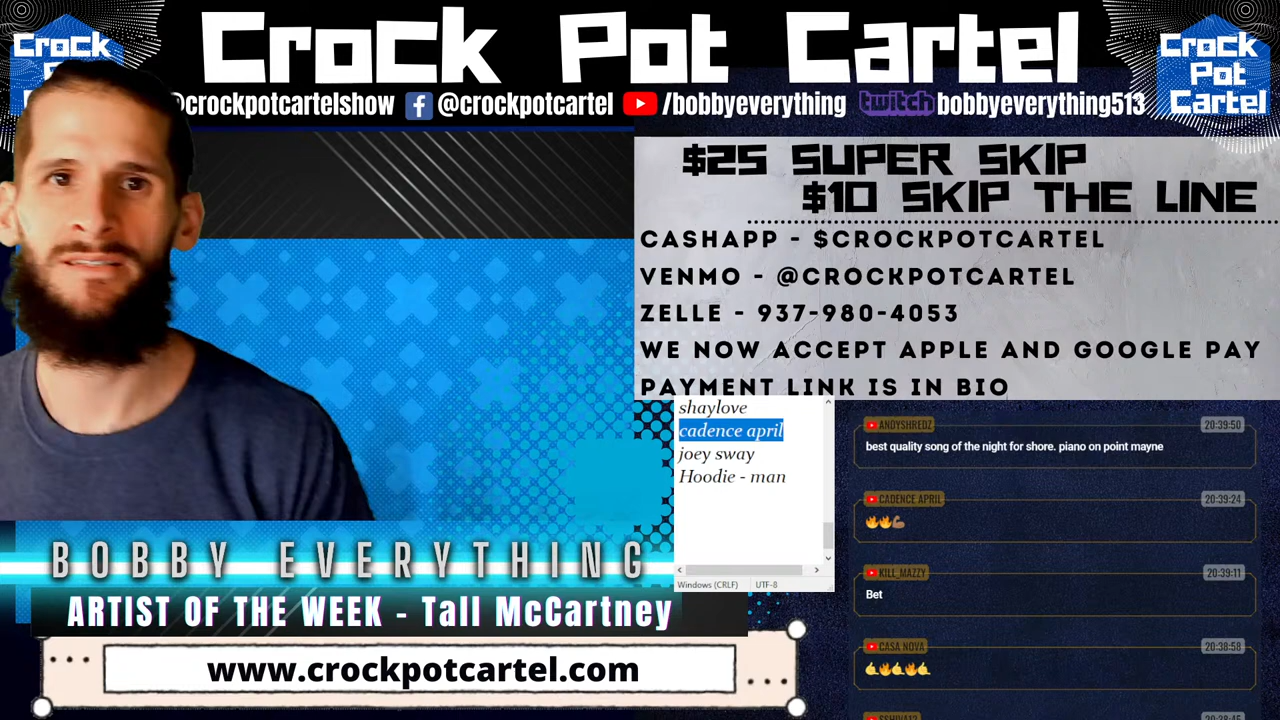 Crock Pot Cartel
Crock
Crock
Pot
Cartel
@crockpotcartelshow @crockpotcartel /bobbyeverything twitch bobbyeverything513
$25 SUPER SKIP
$10 SKIP THE LINE
CASHAPP - $CROCKPOTCARTEL
VENMO - @CROCKPOTCARTEL
ZELLE - 937-980-4053
WE NOW ACCEPT APPLE AND GOOGLE PAY
PAYMENT LINK IS IN BIO
shaylove
cadence april
joey sway
Hoodie - man
Windows (CRLF) UTF-8
ANDYSHREDZ 20:39:50
best quality song of the night for shore. piano on point mayne
CADENCE APRIL 20:39:24
🔥🔥💪🏽
KILL_MAZZY 20:39:11
Bet
CASA NOVA 20:38:58
BOBBY EVERYTHING
ARTIST OF THE WEEK - Tall McCartney
www.crockpotcartel.com